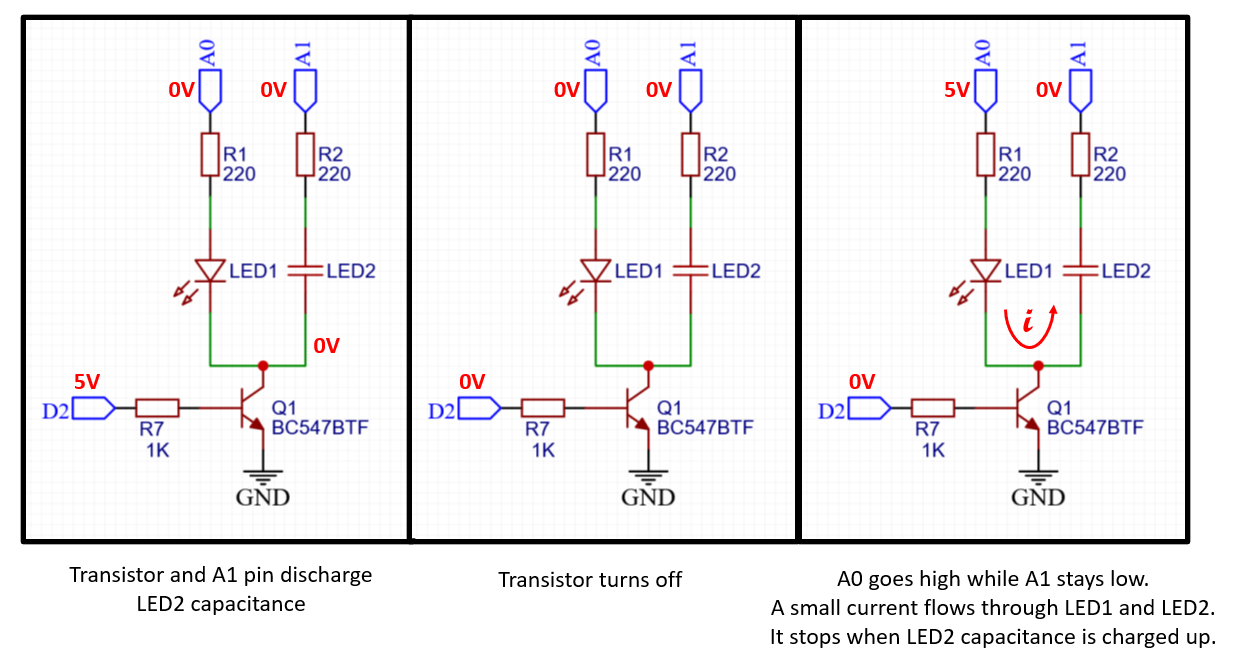 A0 A1
0V 0V
R1 220 R2 220
LED1 LED2
0V
5V
D2 R7 1K Q1 BC547BTF
GND
Transistor and A1 pin discharge
LED2 capacitance
A0 A1
0V 0V
R1 220 R2 220
LED1 LED2
0V
D2 R7 1K Q1 BC547BTF
GND
Transistor turns off
A0 A1
5V 0V
R1 220 R2 220
LED1 LED2
i
0V
D2 R7 1K Q1 BC547BTF
GND
A0 goes high while A1 stays low.
A small current flows through LED1 and LED2.
It stops when LED2 capacitance is charged up.